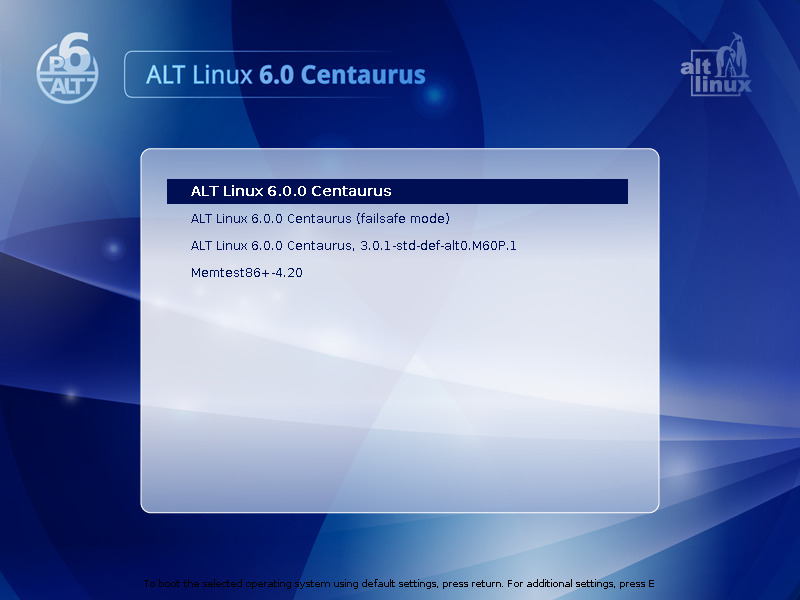 P6
ALT
ALT Linux 6.0 Centaurus
alt
linux
ALT Linux 6.0.0 Centaurus
ALT Linux 6.0.0 Centaurus (failsafe mode)
ALT Linux 6.0.0 Centaurus, 3.0.1-std-def-alt0.M60P.1
Memtest86+-4.20
To boot the selected operating system using default settings, press return. For additional settings, press E